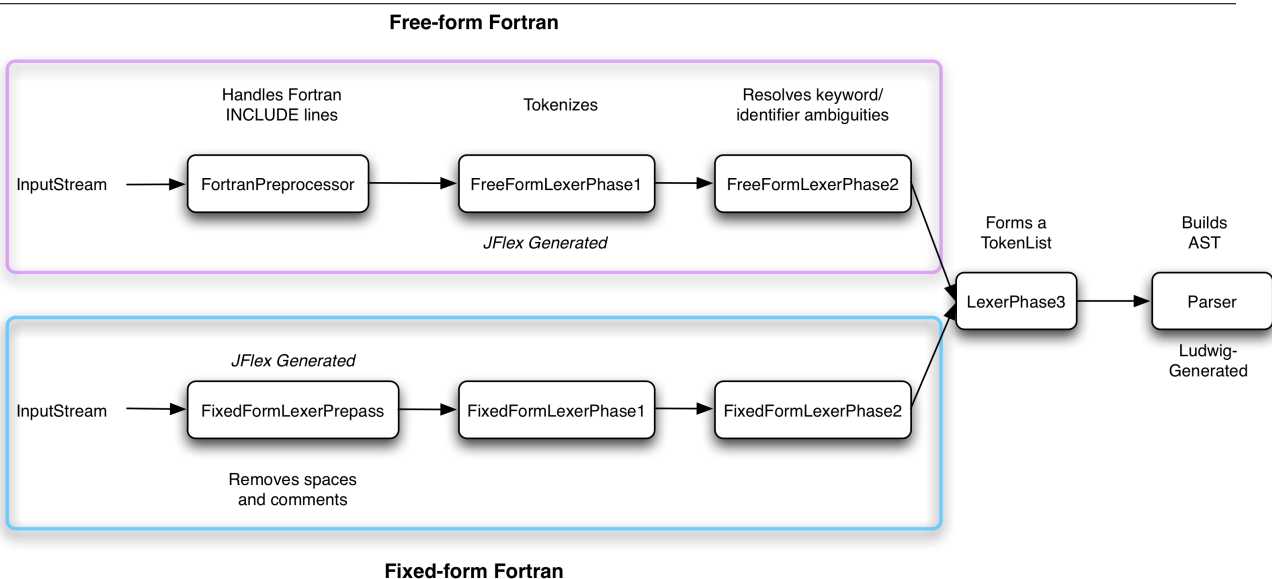 Free-form Fortran
Handles Fortran
INCLUDE lines
Tokenizes
Resolves keyword/
identifier ambiguities
InputStream
FortranPreprocessor
FreeFormLexerPhase1
FreeFormLexerPhase2
JFlex Generated
Forms a
TokenList
Builds
AST
LexerPhase3
Parser
Ludwig-
Generated
JFlex Generated
InputStream
FixedFormLexerPrepass
FixedFormLexerPhase1
FixedFormLexerPhase2
Removes spaces
and comments
Fixed-form Fortran